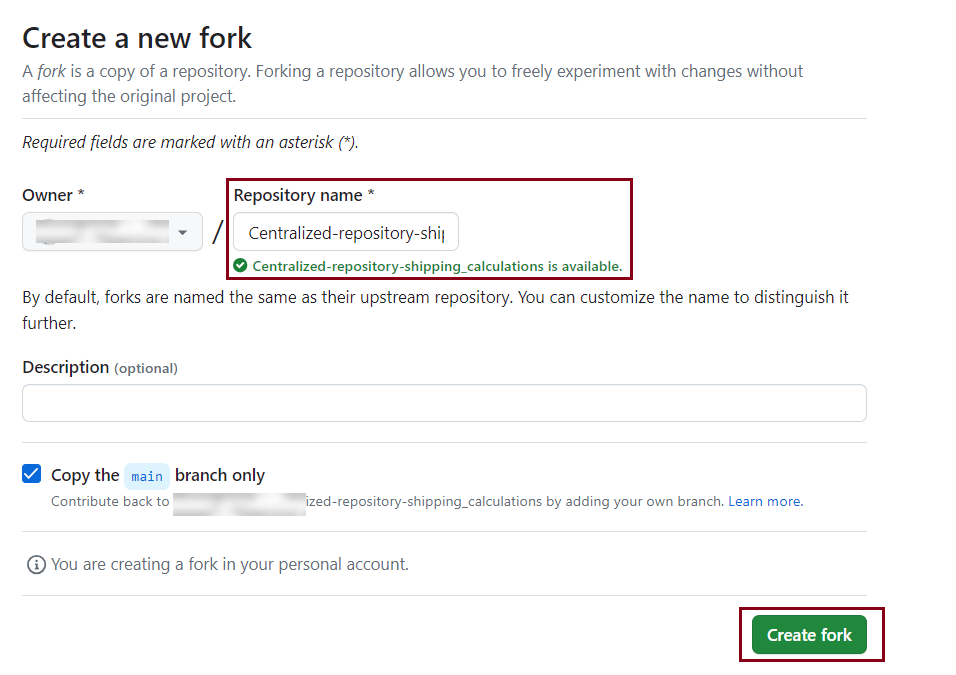 Create a new fork
A fork is a copy of a repository. Forking a repository allows you to freely experiment with changes without
affecting the original project.
Required fields are marked with an asterisk (*).
Owner *
Repository name *
/
Centralized-repository-ship
Centralized-repository-shipping_calculations is available.
By default, forks are named the same as their upstream repository. You can customize the name to distinguish it
further.
Description (optional)
Copy the main branch only
Contribute back to ized-repository-shipping_calculations by adding your own branch. Learn more.
You are creating a fork in your personal account.
Create fork